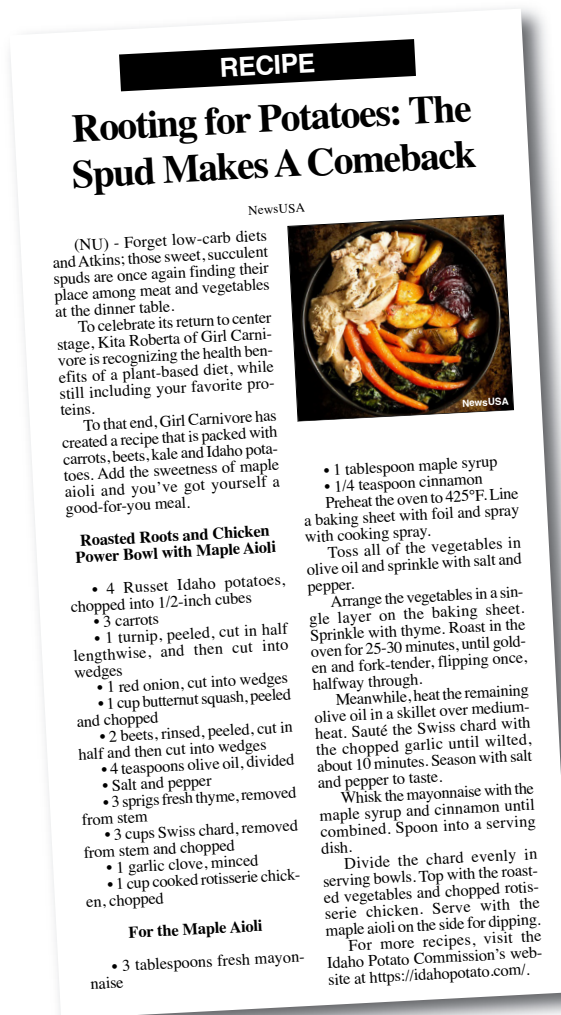 RECIPE
Rooting for Potatoes: The
Spud Makes A Comeback
NewsUSA
(NU) - Forget low-carb diets
and Atkins; those sweet, succulent
spuds are once again finding their
place among meat and vegetables
at the dinner table.
To celebrate its return to center
stage, Kita Roberta of Girl Carni-
vore is recognizing the health ben-
efits of a plant-based diet, while
still including your favorite pro-
teins.
To that end, Girl Carnivore has
created a recipe that is packed with
carrots, beets, kale and Idaho pota-
toes. Add the sweetness of maple
aioli and you've got yourself a
good-for-you meal.
Roasted Roots and Chicken
Power Bowl with Maple Aioli
• 4 Russet Idaho potatoes,
chopped into 1/2-inch cubes
• 3 carrots
• 1 turnip, peeled, cut in half
lengthwise, and then cut into
wedges
• 1 red onion, cut into wedges
• 1 cup butternut squash, peeled
and chopped
• 2 beets, rinsed, peeled, cut in
half and then cut into wedges
• 4 teaspoons olive oil, divided
• Salt and pepper
• 3 sprigs fresh thyme, removed
from stem
• 3 cups Swiss chard, removed
from stem and chopped
• 1 garlic clove, minced
• 1 cup cooked rotisserie chick-
en, chopped
For the Maple Aioli
• 3 tablespoons fresh mayon-
naise
NewsUSA
• 1 tablespoon maple syrup
• 1/4 teaspoon cinnamon
Preheat the oven to 425°F. Line
a baking sheet with foil and spray
with cooking spray.
Toss all of the vegetables in
olive oil and sprinkle with salt and
pepper.
Arrange the vegetables in a sin-
gle layer on the baking sheet.
Sprinkle with thyme. Roast in the
oven for 25-30 minutes, until gold-
en and fork-tender, flipping once,
halfway through.
Meanwhile, heat the remaining
olive oil in a skillet over medium-
heat. Sauté the Swiss chard with
the chopped garlic until wilted,
about 10 minutes. Season with salt
and pepper to taste.
Whisk the mayonnaise with the
maple syrup and cinnamon until
combined. Spoon into a serving
dish.
Divide the chard evenly in
serving bowls. Top with the roast-
ed vegetables and chopped rotis-
serie chicken. Serve with the
maple aioli on the side for dipping.
For more recipes, visit the
Idaho Potato Commission's web-
site at https://idahopotato.com/.